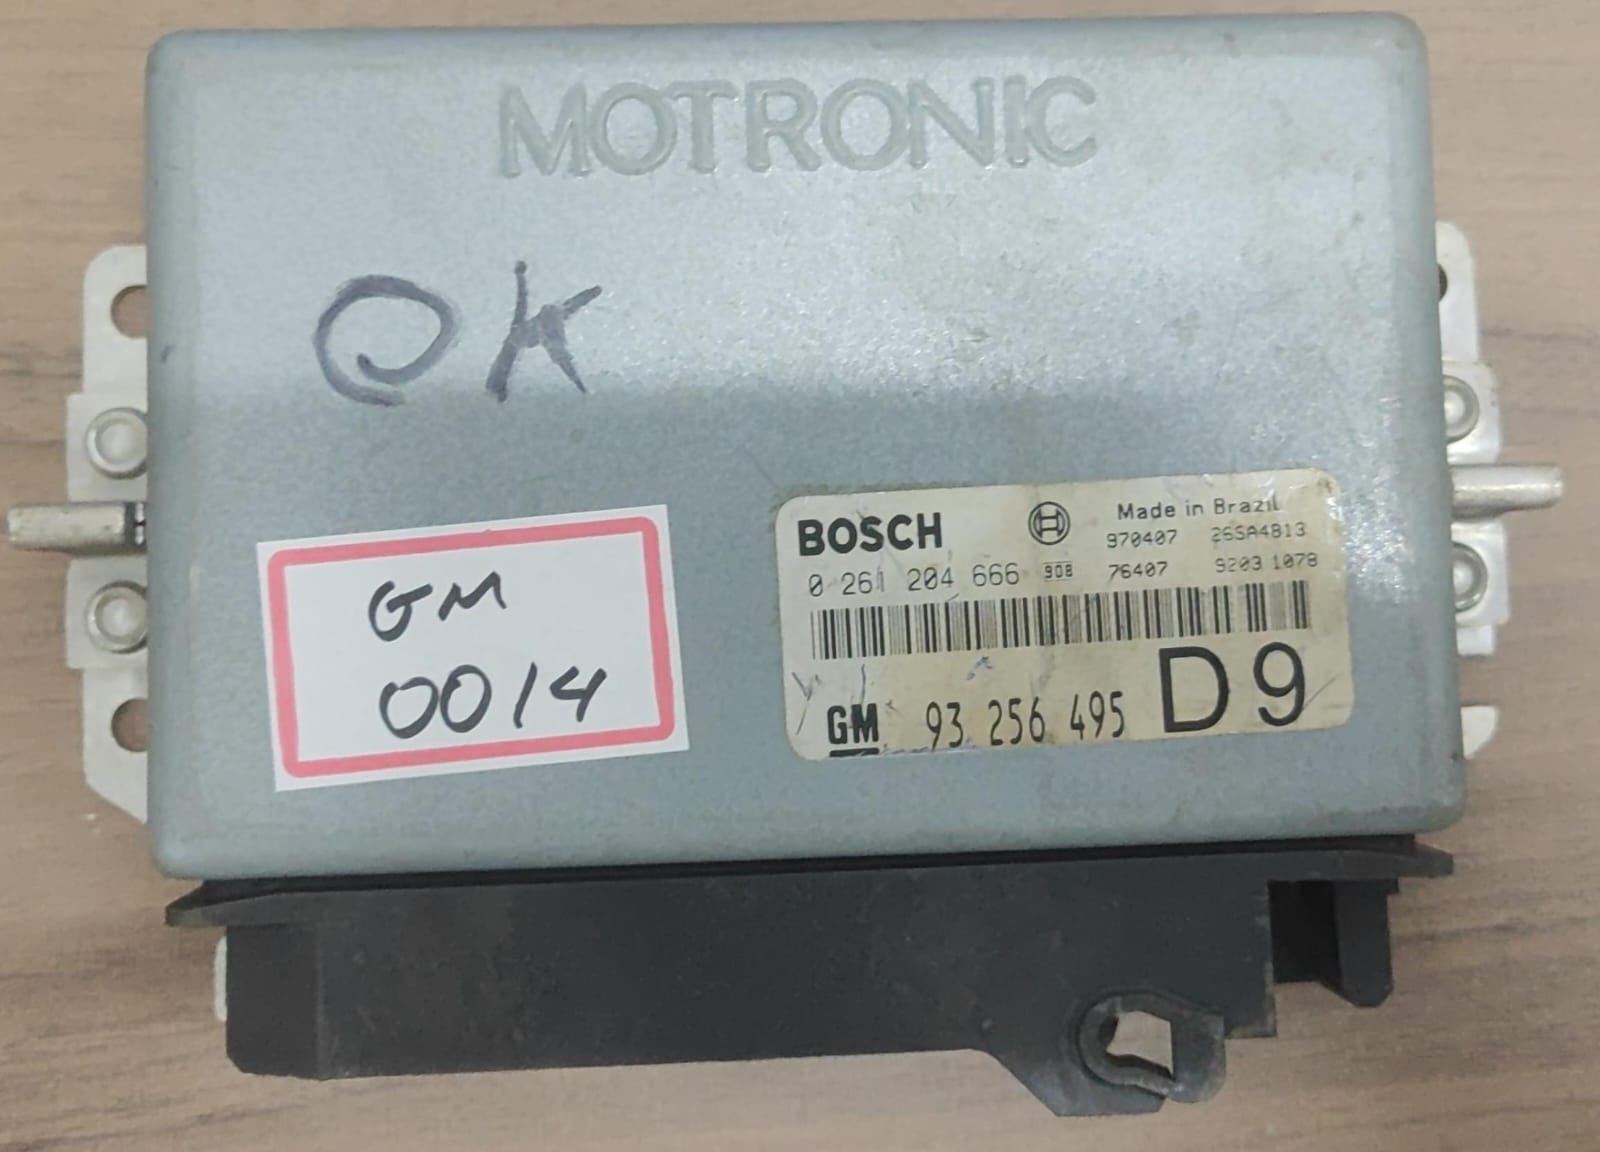 MOTRONIC
OK
BOSCH Made in Brazil
970407 26SA4813
0 261 204 666 908 76407 9203 1078
GM 93 256 495 D9
GM
0014